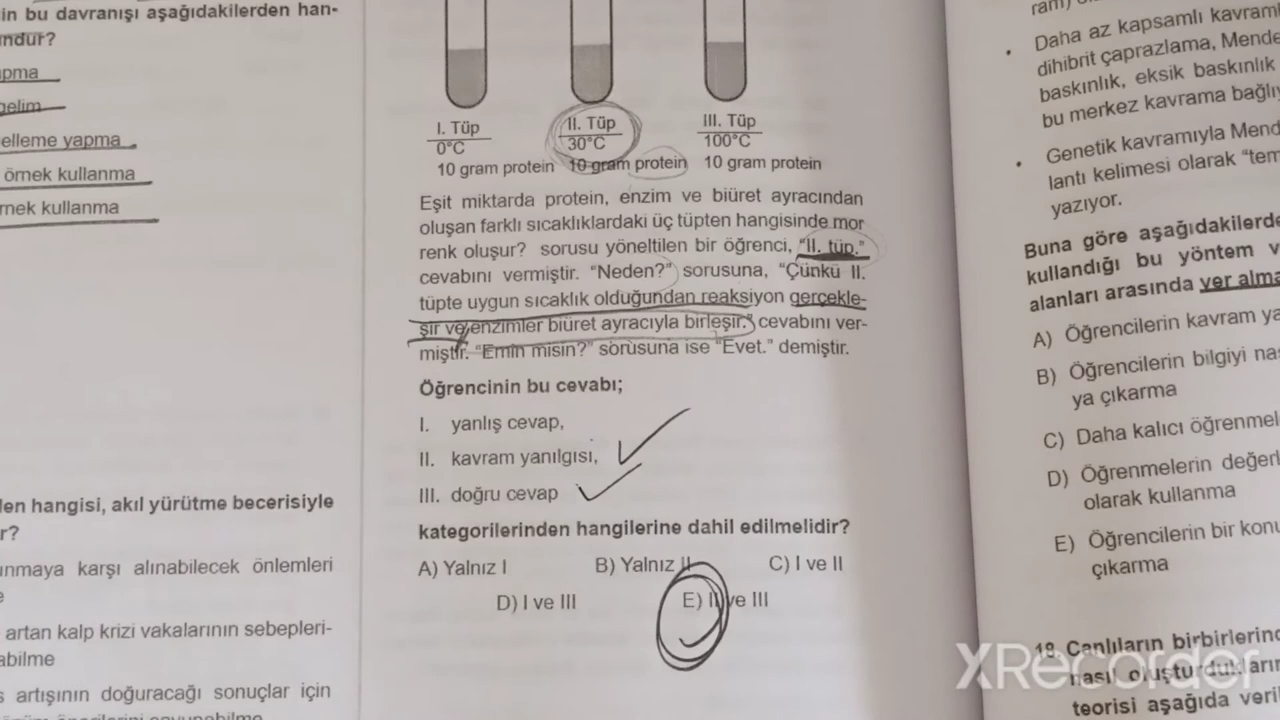 in bu davranışı aşağıdakilerden han-
ndur?
pma
gelim
elleme yapma
örnek kullanma
rnek kullanma
den hangisi, akıl yürütme becerisiyle
r?
unmaya karşı alınabilecek önlemleri
e
artan kalp krizi vakalarının sebepleri-
abilme
s artışının doğuracağı sonuçlar için
I. Tüp
0°C
10 gram protein
II. Tüp
30°C
10 gram protein
III. Tüp
100°C
10 gram protein
Eşit miktarda protein, enzim ve biüret ayracından
oluşan farklı sıcaklıklardaki üç tüpten hangisinde mor
renk oluşur? sorusu yöneltilen bir öğrenci, “II. tüp.”
cevabını vermiştir. “Neden?” sorusuna, “Çünkü II.
tüpte uygun sıcaklık olduğundan reaksiyon gerçekle-
şir ve enzimler biüret ayracıyla birleşir.” cevabını ver-
miştir. “Emin misin?” sorusuna ise “Evet.” demiştir.
Öğrencinin bu cevabı;
I. yanlış cevap,
II. kavram yanılgısı,
III. doğru cevap
kategorilerinden hangilerine dahil edilmelidir?
A) Yalnız I B) Yalnız II C) I ve II
D) I ve III E) II ve III
ram)
• Daha az kapsamlı kavraml
dihibrit çaprazlama, Mende
baskınlık, eksik baskınlık
bu merkez kavrama bağlıy
• Genetik kavramıyla Mend
lantı kelimesi olarak “tem
yazıyor.
Buna göre aşağıdakilerde
kullandığı bu yöntem v
alanları arasında yer alma
A) Öğrencilerin kavram ya
B) Öğrencilerin bilgiyi nas
ya çıkarma
C) Daha kalıcı öğrenmel
D) Öğrenmelerin değerl
olarak kullanma
E) Öğrencilerin bir konu
çıkarma
18. Canlıların birbirlerind
nasıl oluşturdukların
teorisi aşağıda veril
XRecorder